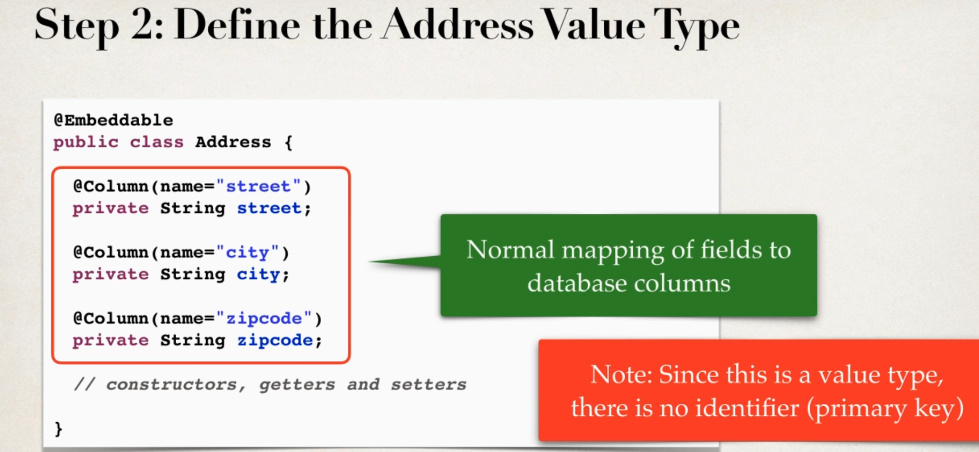 Step 2: Define the Address Value Type
@Embeddable
public class Address {
@Column(name="street")
private String street;
@Column(name="city")
private String city;
@Column(name="zipcode")
private String zipcode;
// constructors, getters and setters
}
Normal mapping of fields to
database columns
Note: Since this is a value type,
there is no identifier (primary key)